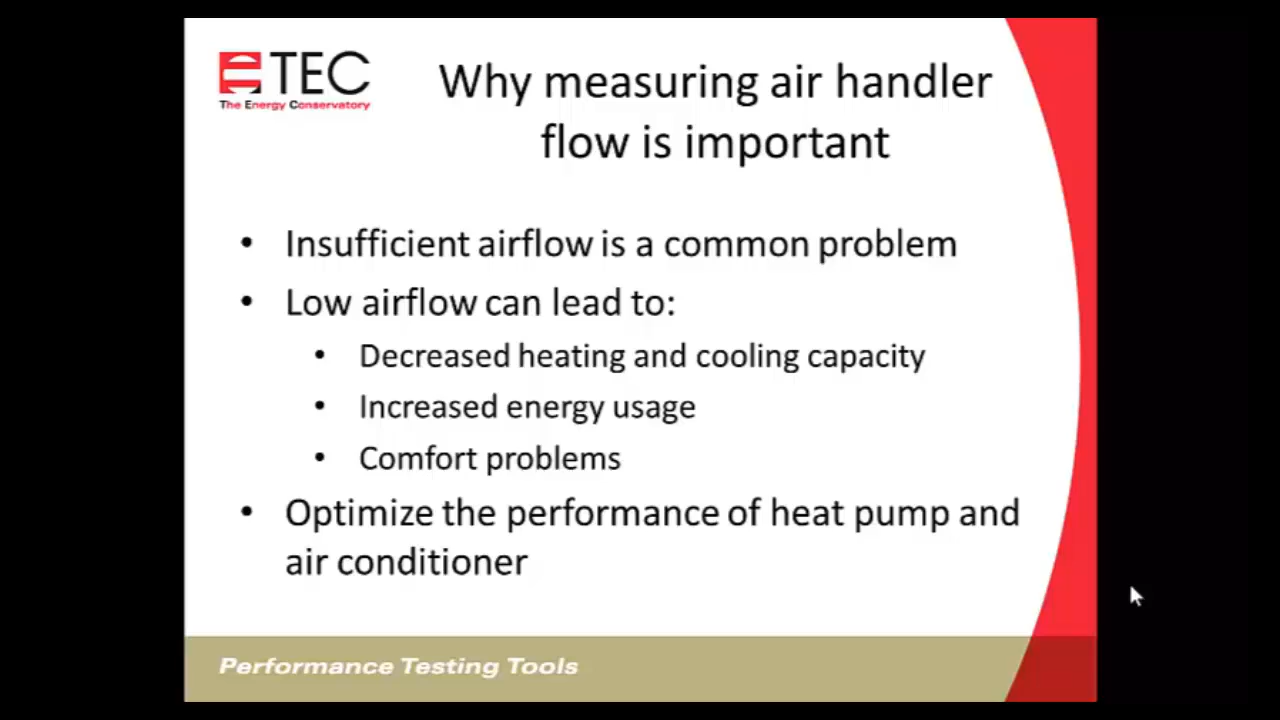 TEC
The Energy Conservatory
Why measuring air handler
flow is important
• Insufficient airflow is a common problem
• Low airflow can lead to:
• Decreased heating and cooling capacity
• Increased energy usage
• Comfort problems
• Optimize the performance of heat pump and
air conditioner
Performance Testing Tools